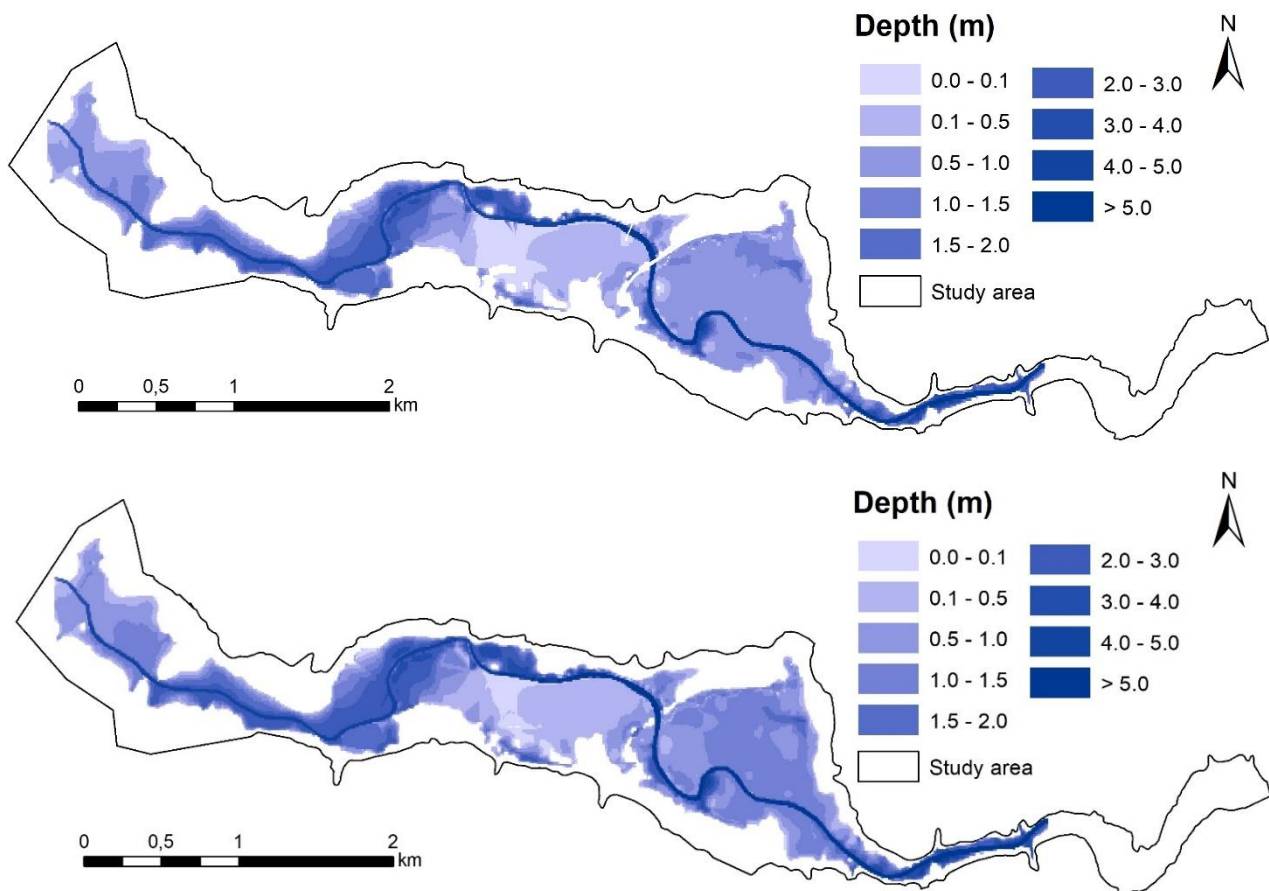 Depth (m)
N
0.0 - 0.1
2.0 - 3.0
0.1 - 0.5
3.0 - 4.0
0.5 - 1.0
4.0 - 5.0
1.0 - 1.5
> 5.0
1.5 - 2.0
Study area
0 0,5 1 2
km
N
Depth (m)
0.0 - 0.1
2.0 - 3.0
0.1 - 0.5
3.0 - 4.0
0.5 - 1.0
4.0 - 5.0
1.0 - 1.5
> 5.0
1.5 - 2.0
Study area
0 0,5 1 2
km